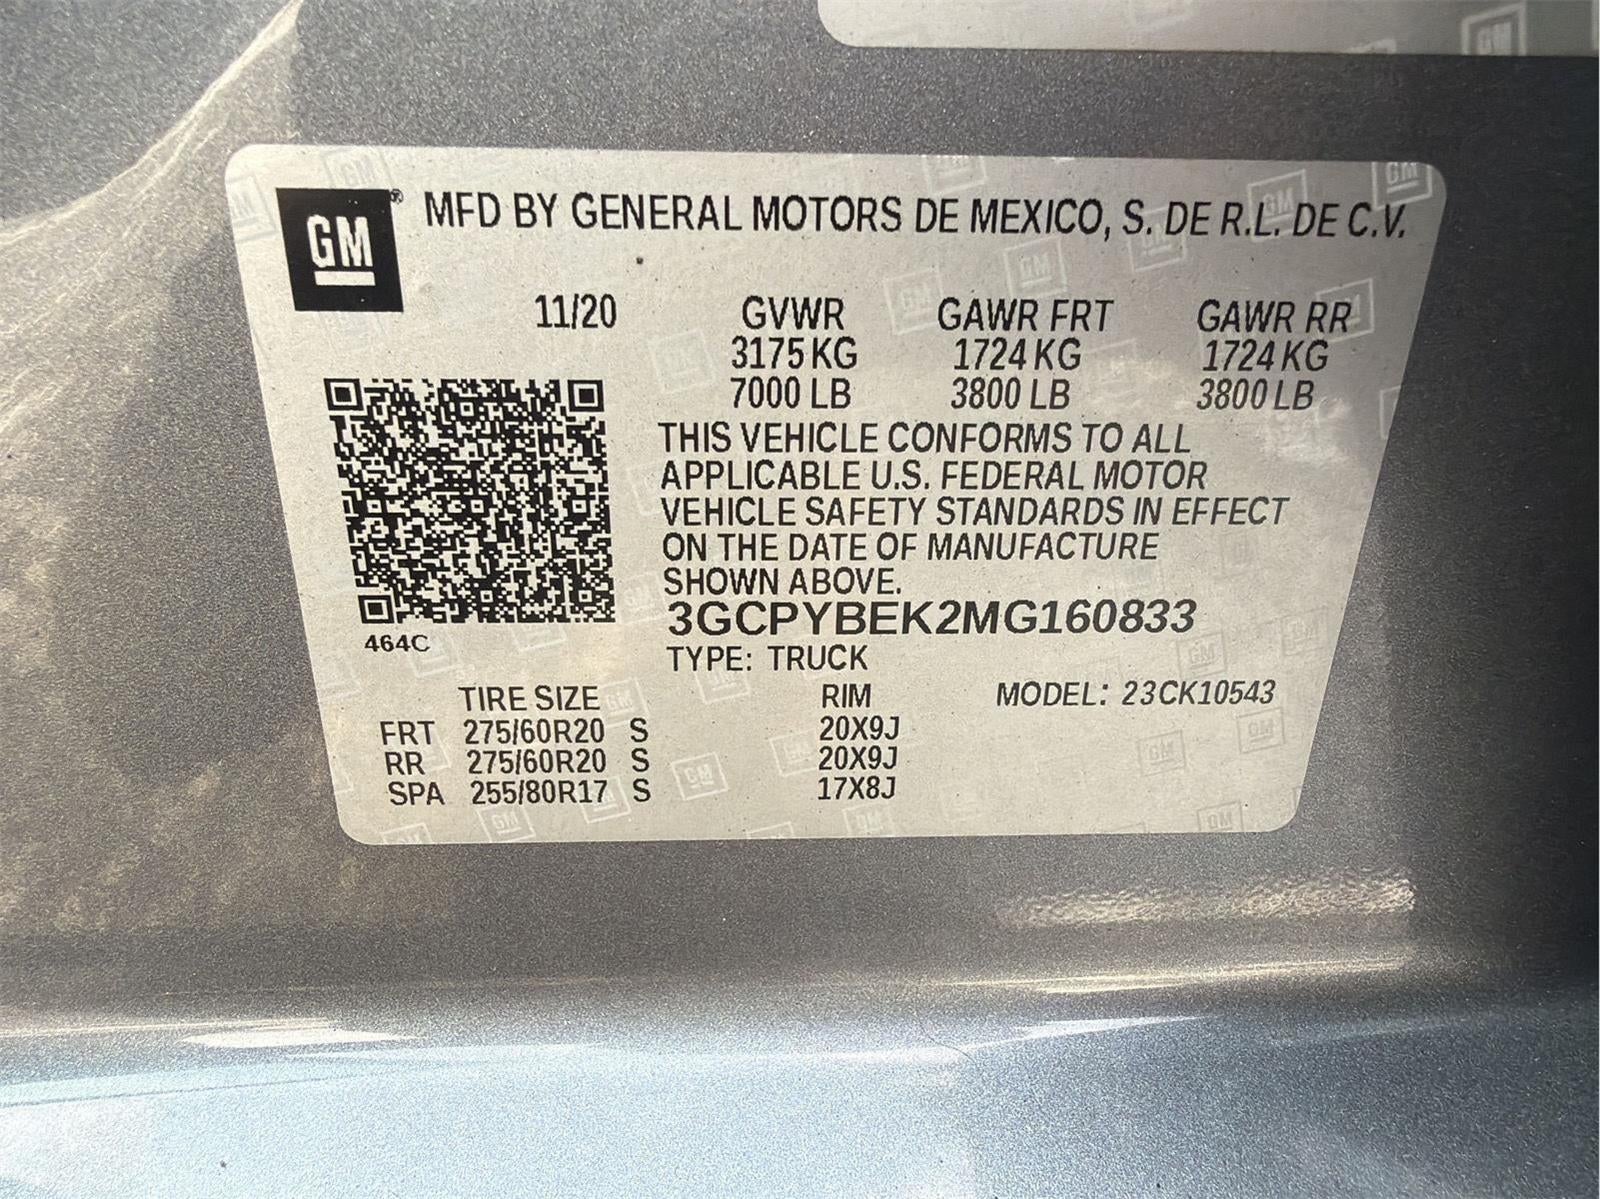 GM® MFD BY GENERAL MOTORS DE MEXICO, S. DE R.L. DE C.V.
11/20 GVWR GAWR FRT GAWR RR
3175 KG 1724 KG 1724 KG
7000 LB 3800 LB 3800 LB
THIS VEHICLE CONFORMS TO ALL
APPLICABLE U.S. FEDERAL MOTOR
VEHICLE SAFETY STANDARDS IN EFFECT
ON THE DATE OF MANUFACTURE
SHOWN ABOVE.
3GCPYBEK2MG160833
464C
TYPE: TRUCK
TIRE SIZE RIM MODEL: 23CK10543
FRT 275/60R20 S 20X9J
RR 275/60R20 S 20X9J
SPA 255/80R17 S 17X8J